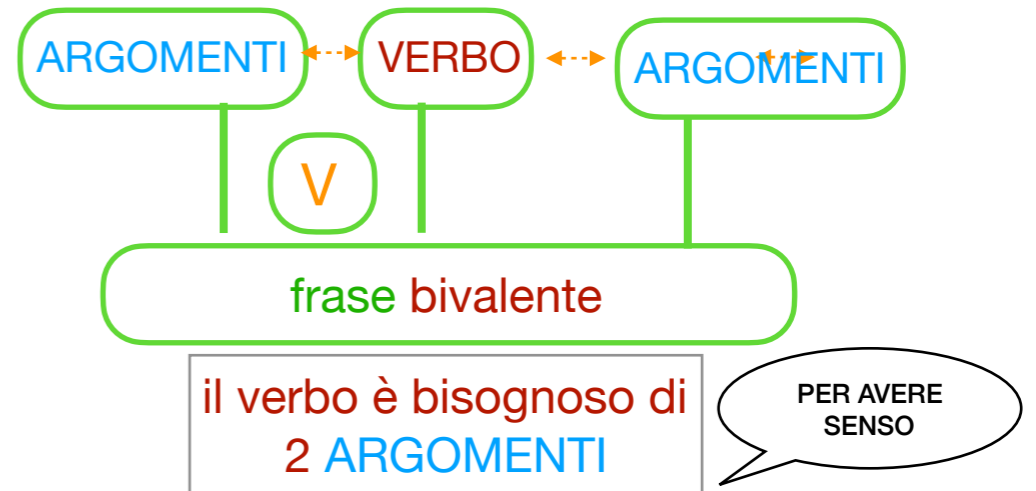 ARGOMENTI VERBO ARGOMENTI
V
frase bivalente
il verbo è bisognoso di
2 ARGOMENTI
PER AVERE
SENSO